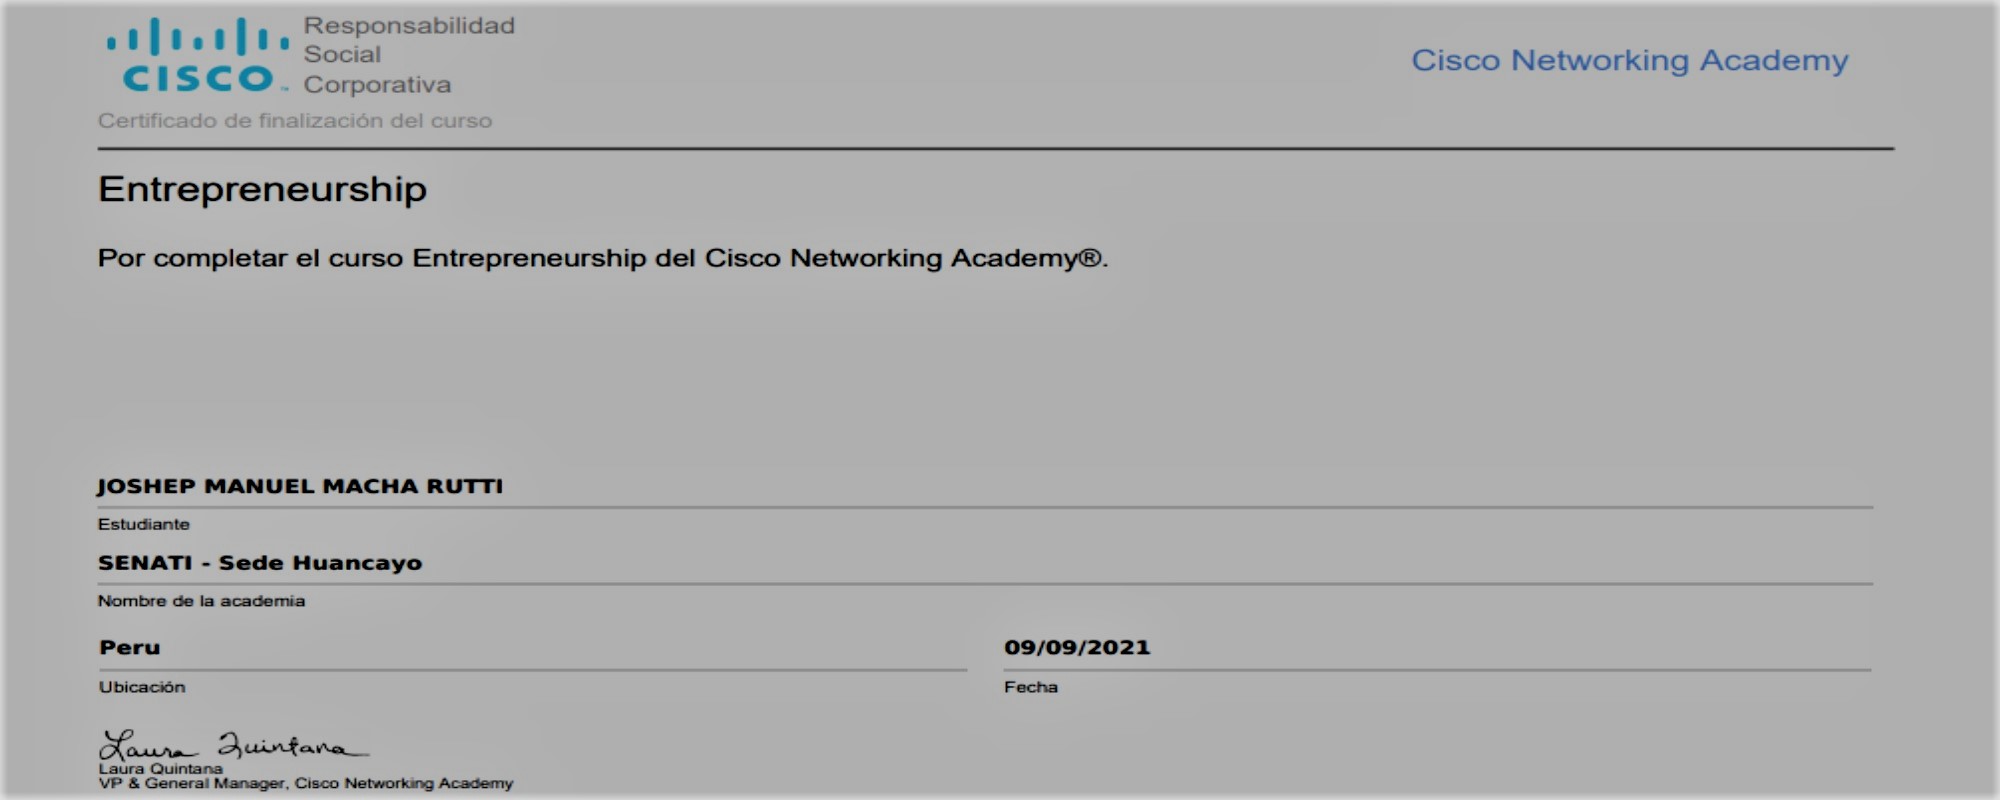 Responsabilidad
Social
Corporativa
CISCO™
Cisco Networking Academy
Certificado de finalización del curso
Entrepreneurship
Por completar el curso Entrepreneurship del Cisco Networking Academy®.
JOSHEP MANUEL MACHA RUTTI
Estudiante
SENATI - Sede Huancayo
Nombre de la academia
Peru
Ubicación
09/09/2021
Fecha
Laura Quintana
Laura Quintana
VP & General Manager, Cisco Networking Academy